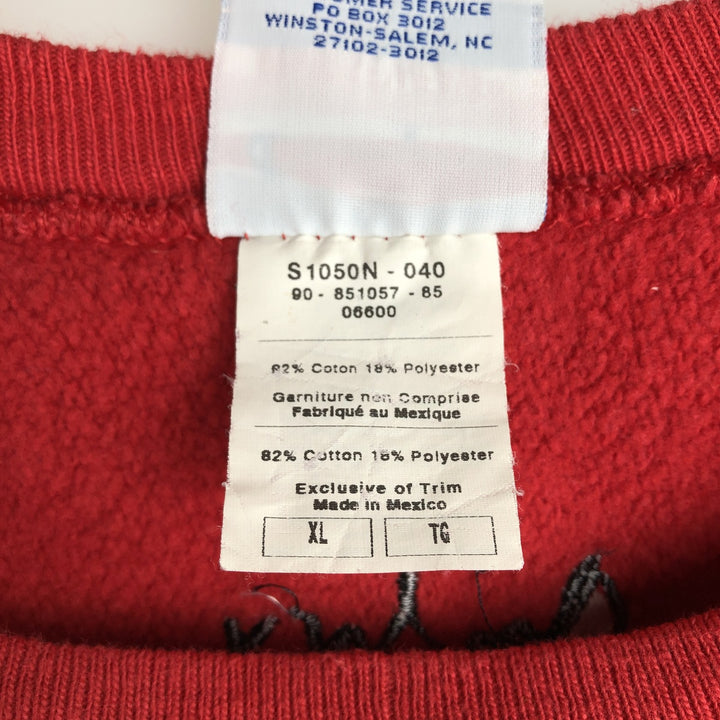 SERVICE
PO BOX 3012
WINSTON-SALEM, NC
27102-3012
S1050N - 040
90 - 851057 - 85
06600
82% Coton 18% Polyester
Garniture non Comprise
Fabriqué au Mexique
82% Cotton 18% Polyester
Exclusive of Trim
Made in Mexico
XL TG